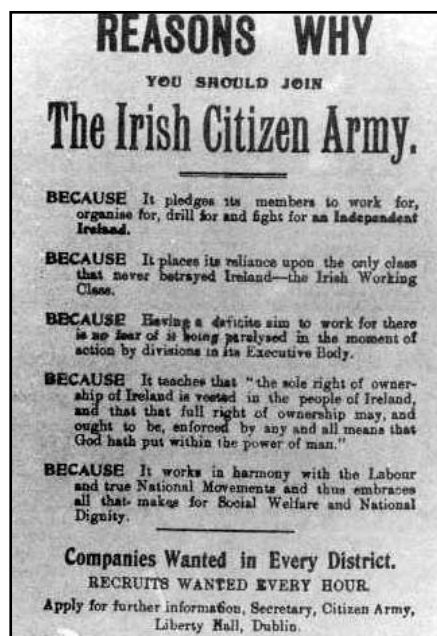 REASONS WHY
YOU SHOULD JOIN
The Irish Citizen Army.
BECAUSE It pledges its members to work for,
organise for, drill for and fight for an Independent
Ireland.
BECAUSE It places its reliance upon the only class
that never betrayed Ireland—the Irish Working
Class.
BECAUSE Having a definite aim to work for there
is no fear of is being paralysed in the moment of
action by divisions in its Executive Body.
BECAUSE It teaches that "the sole right of owner-
ship of Ireland is vested in the people of Ireland,
and that that full right of ownership may, and
ought to be, enforced by any and all means that
God hath put within the power of man."
BECAUSE It works in harmony with the Labour
and true National Movements and thus embraces
all that makes for Social Welfare and National
Dignity.
Companies Wanted in Every District.
RECRUITS WANTED EVERY HOUR
Apply for further information, Secretary, Citizen Army,
Liberty Hall, Dublin.